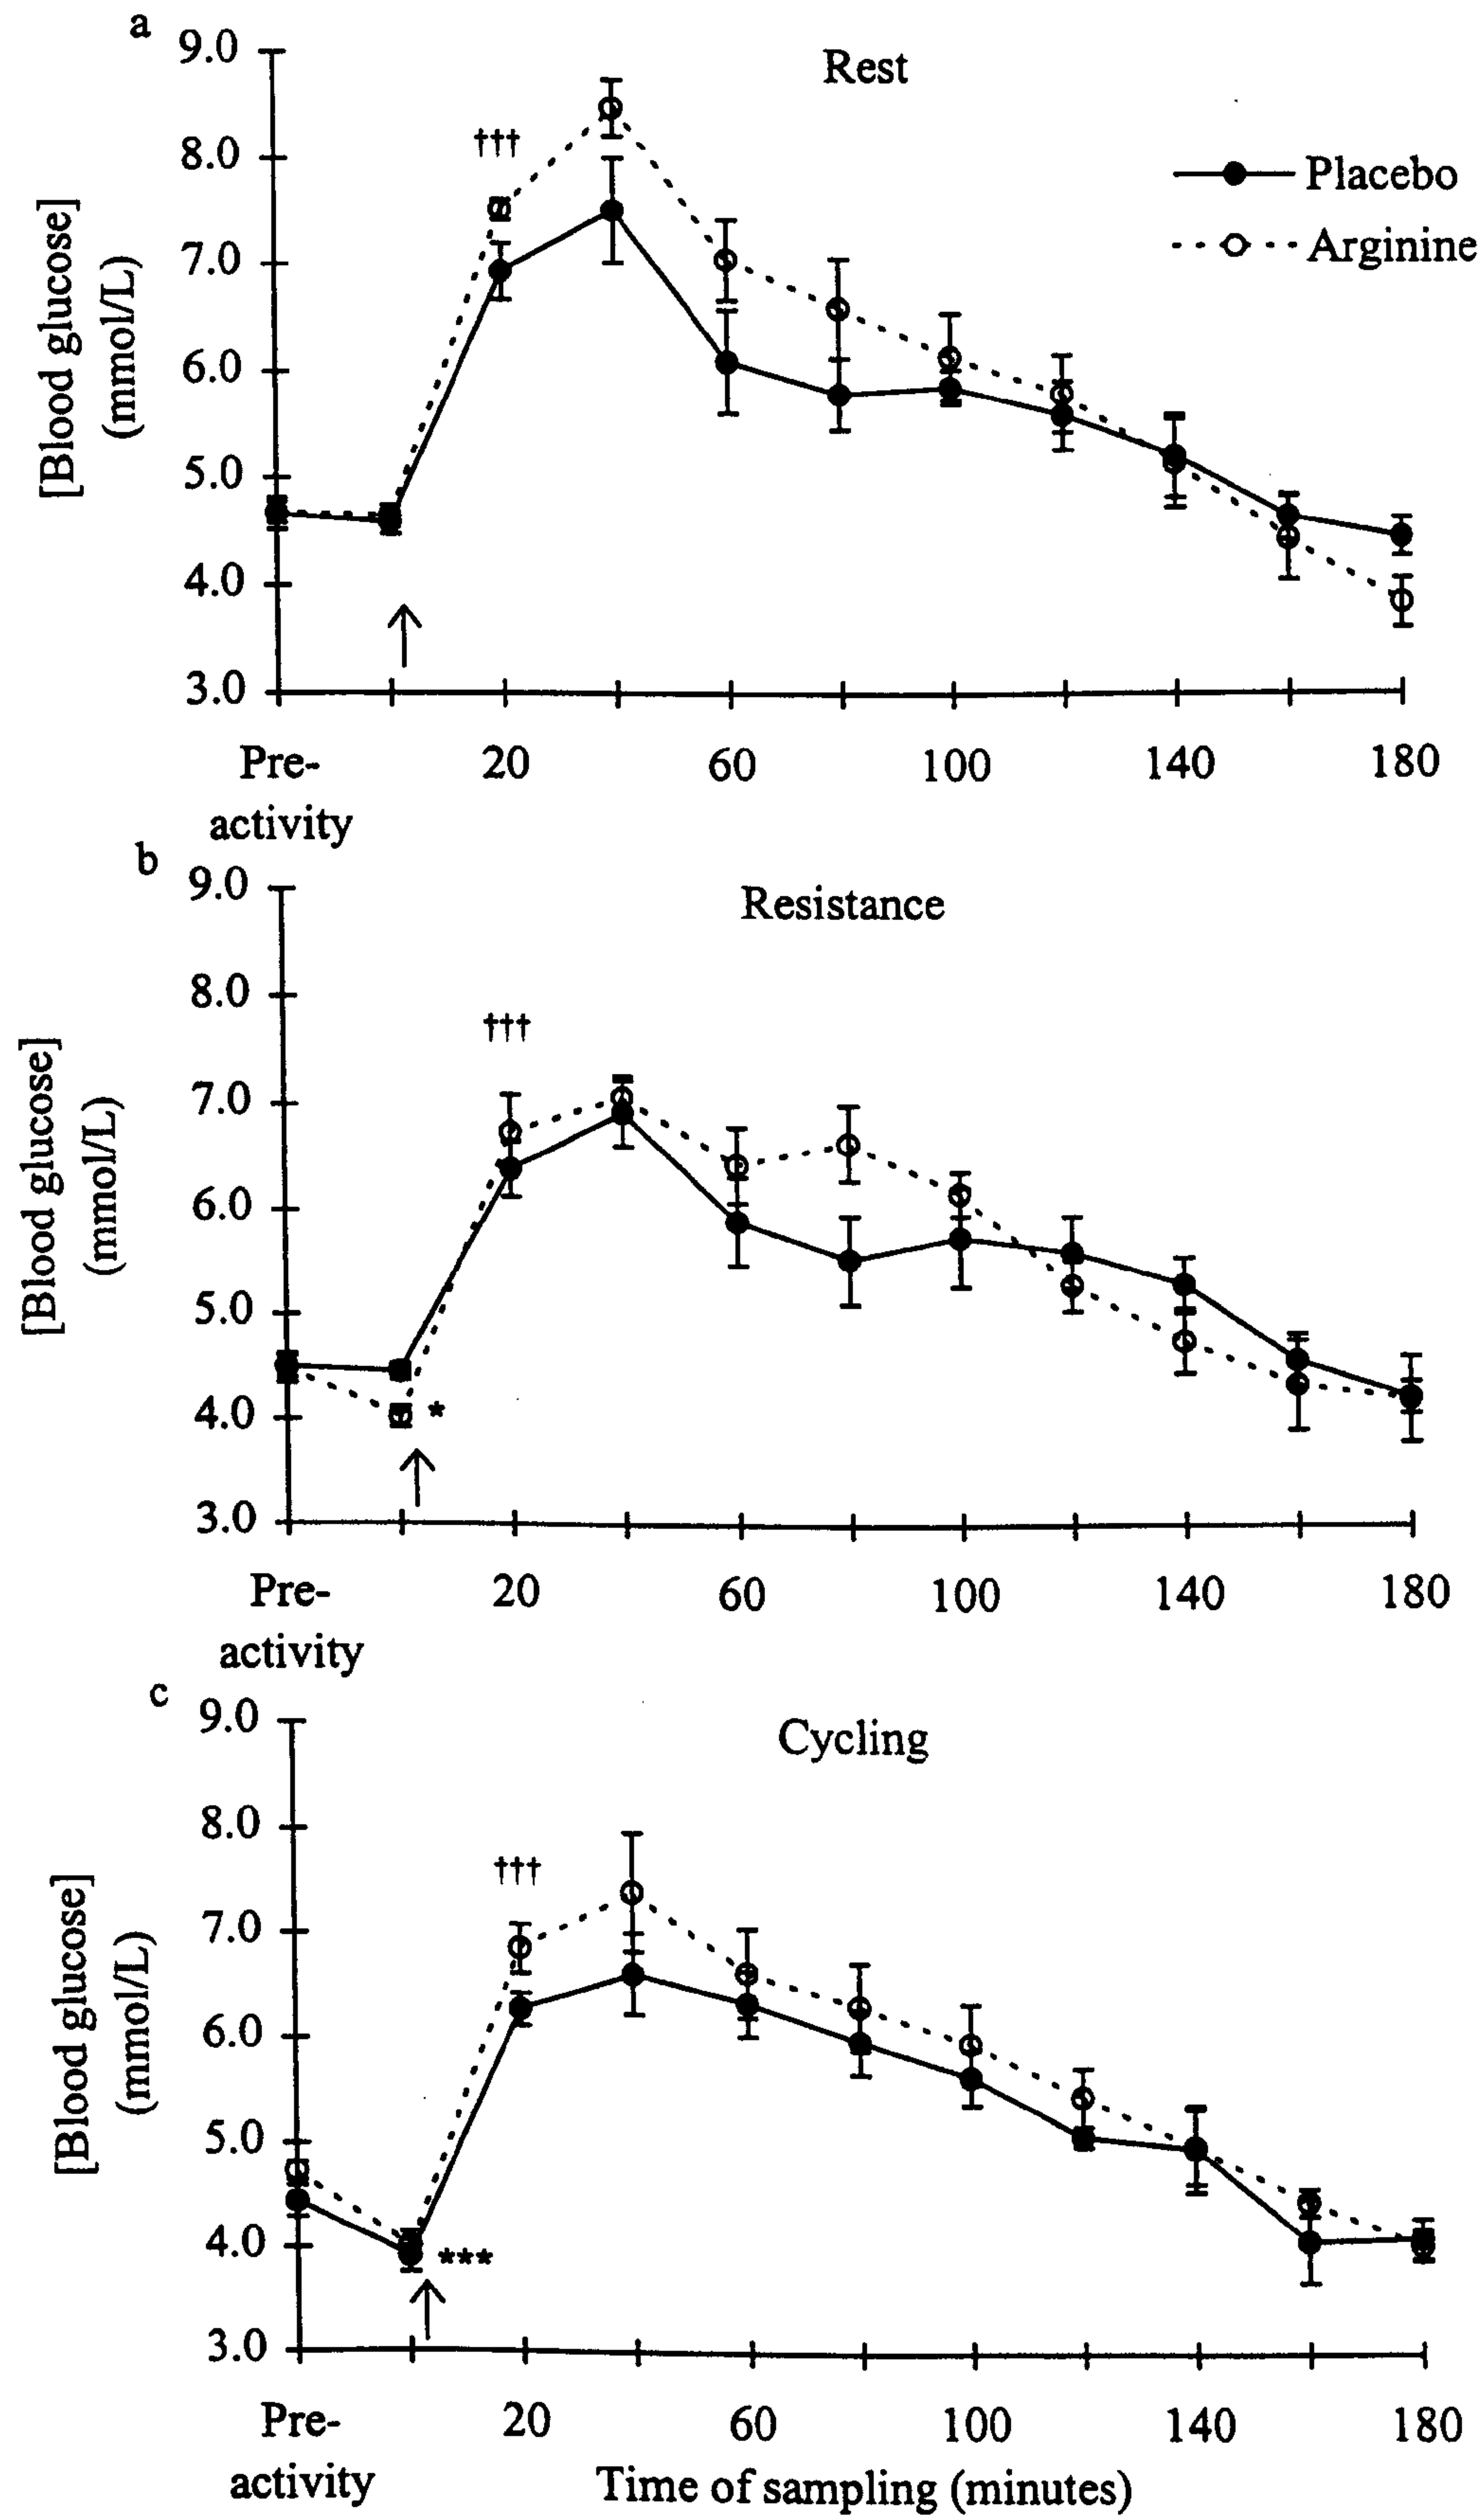 a
Rest
9.0
8.0
7.0
6.0
5.0
4.0
3.0
[Blood glucose]
(mmol/L)
†††
Placebo
Arginine
Pre-
activity
20
60
100
140
180
b
Resistance
9.0
8.0
7.0
6.0
5.0
4.0
3.0
[Blood glucose]
(mmol/L)
†††
*
Pre-
activity
20
60
100
140
180
c
Cycling
9.0
8.0
7.0
6.0
5.0
4.0
3.0
[Blood glucose]
(mmol/L)
†††
***
Pre-
activity
20
60
100
140
180
Time of sampling (minutes)